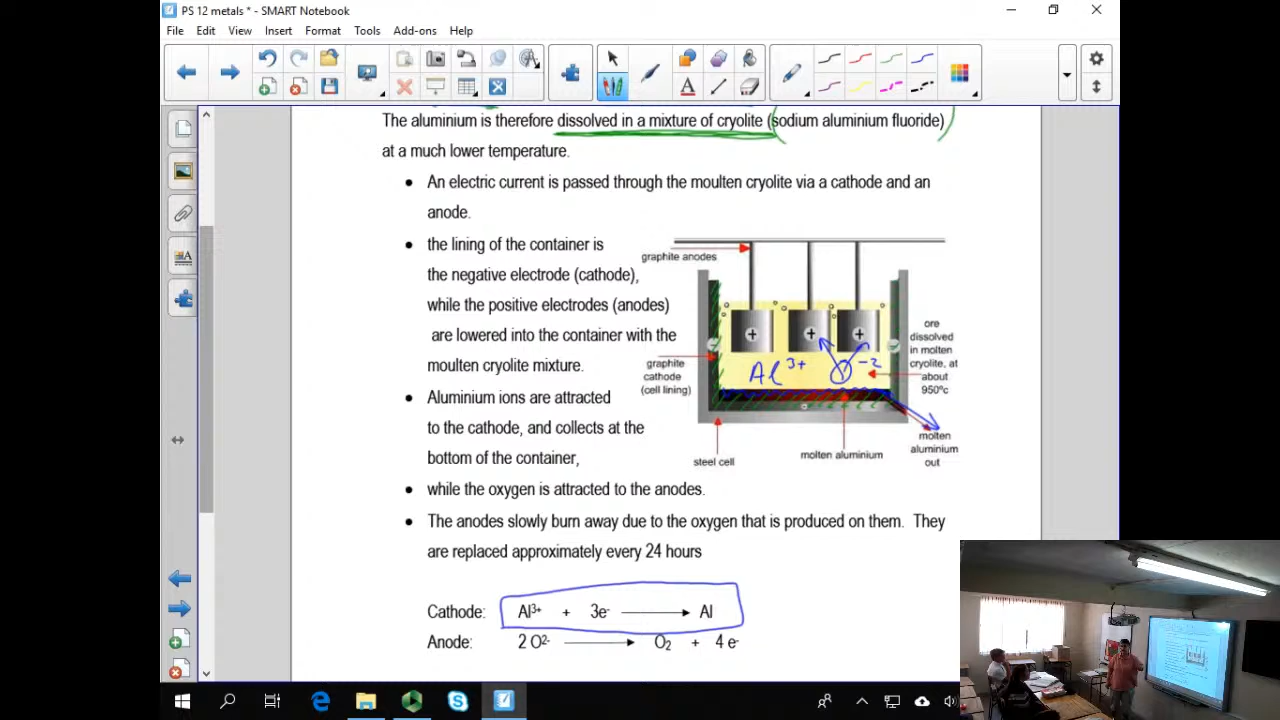 PS 12 metals * - SMART Notebook
File Edit View Insert Format Tools Add-ons Help
The aluminium is therefore dissolved in a mixture of cryolite (sodium aluminium fluoride)
at a much lower temperature.
• An electric current is passed through the moulten cryolite via a cathode and an
anode.
• the lining of the container is
the negative electrode (cathode),
while the positive electrodes (anodes)
are lowered into the container with the
moulten cryolite mixture.
• Aluminium ions are attracted
to the cathode, and collects at the
bottom of the container,
• while the oxygen is attracted to the anodes.
• The anodes slowly burn away due to the oxygen that is produced on them. They
are replaced approximately every 24 hours
graphite anodes
+ + +
Al 3+ O -2
graphite
cathode
(cell lining)
ore
dissolved
in molten
cryolite, at
about
950ºc
steel cell
molten aluminium
molten
aluminium
out
Cathode: Al3+ + 3e- → Al
Anode: 2 O2- → O2 + 4 e-